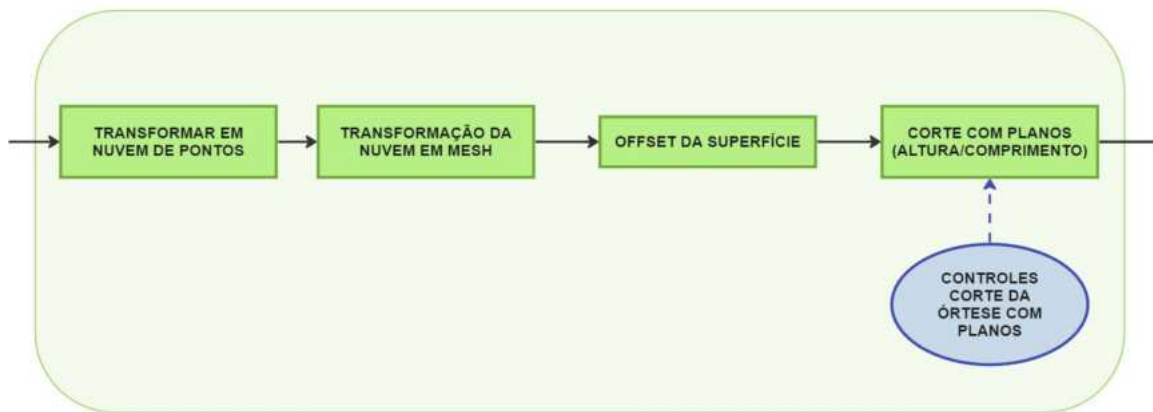 TRANSFORMAR EM
NUVEM DE PONTOS
TRANSFORMAÇÃO DA
NUVEM EM MESH
OFFSET DA SUPERFÍCIE
CORTE COM PLANOS
(ALTURA/COMPRIMENTO)
CONTROLES
CORTE DA
ÓRTESE COM
PLANOS